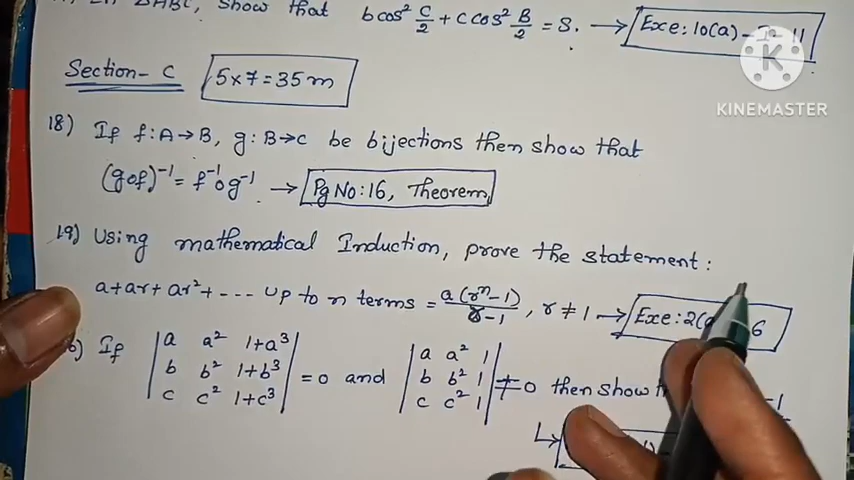 In ΔABC, show that b cos² C/2 + c cos² B/2 = S. → Exe: 10(a)
KINEMASTER
Section - C 5 x 7 = 35 m
18) If f: A→B, g: B→C be bijections then show that
(gof)⁻¹ = f⁻¹og⁻¹. → Pg No: 16, Theorem
19) Using mathematical Induction, prove the statement:
a+ar+ar²+ --- up to n terms = a(rⁿ-1)/r-1, r ≠ 1 → Exe: 2( 6
) If |a a² 1+a³ b b² 1+b³ c c² 1+c³| = 0 and |a a² 1 b b² 1 c c² 1| ≠ 0 then show -1